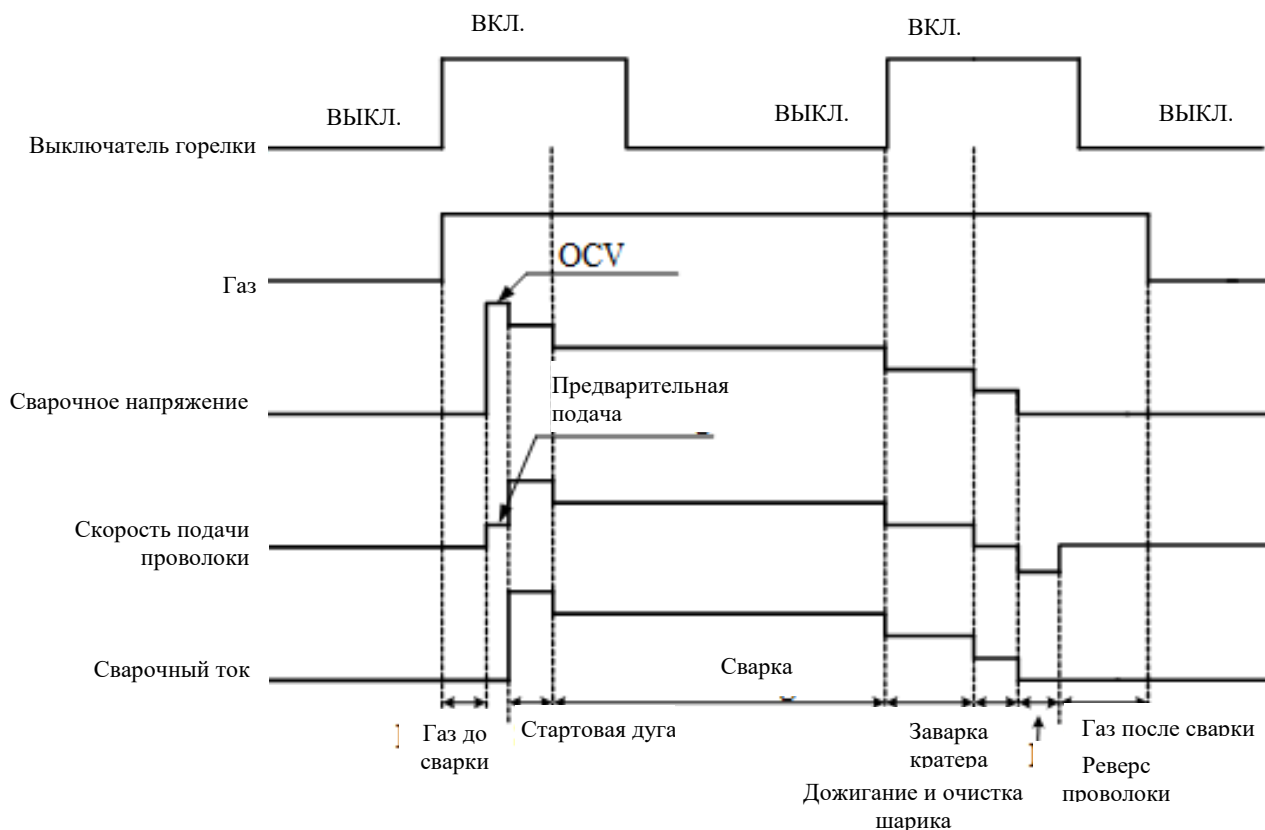 ВКЛ.
ВКЛ.
ВЫКЛ.
ВЫКЛ.
ВЫКЛ.
Выключатель горелки
OCV
Газ
Предварительная
подача
Сварочное напряжение
Скорость подачи
проволоки
Сварка
Сварочный ток
Газ до
сварки
Стартовая дуга
Заварка
кратера
Газ после сварки
Реверс
проволоки
Дожигание и очистка
шарика